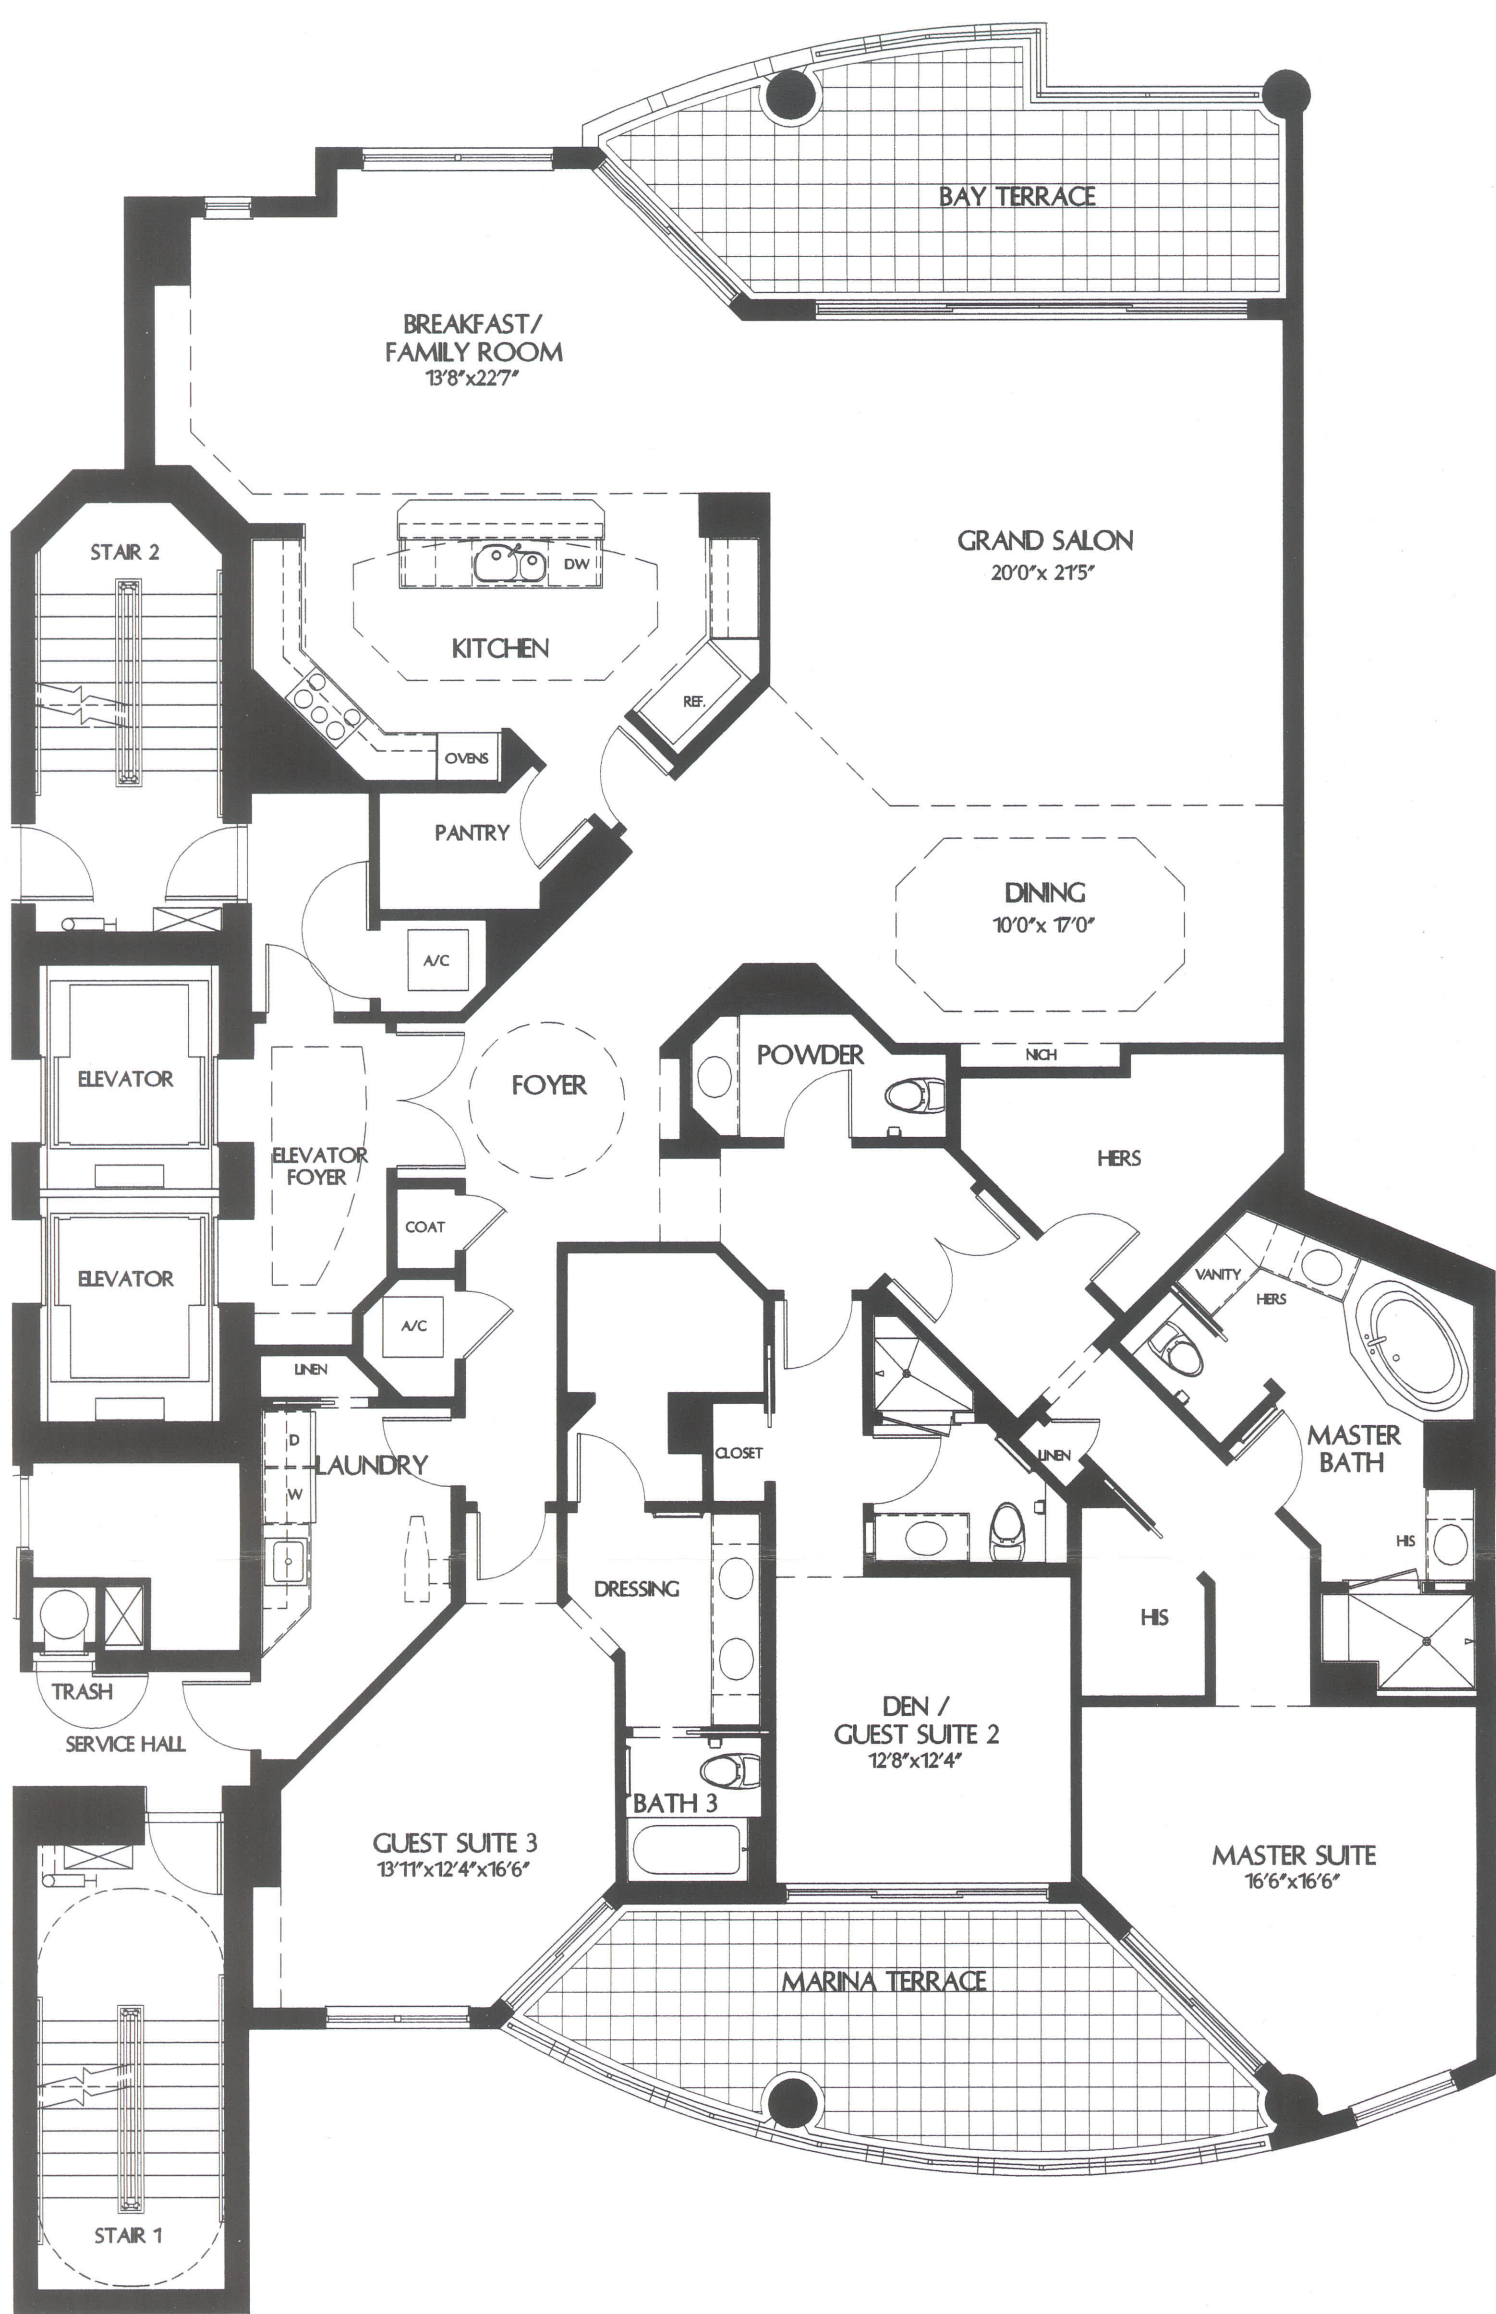 BAY TERRACE
BREAKFAST/
FAMILY ROOM
13'8"x22'7"
STAIR 2
GRAND SALON
20'0"x 21'5"
DW
KITCHEN
REF.
OVENS
PANTRY
DINING
10'0"x 17'0"
A/C
ELEVATOR
FOYER
POWDER
NICH
ELEVATOR
FOYER
HERS
COAT
ELEVATOR
VANITY
HERS
A/C
LINEN
D
LAUNDRY
W
CLOSET
LINEN
MASTER
BATH
HIS
DRESSING
HIS
TRASH
SERVICE HALL
DEN /
GUEST SUITE 2
12'8"x12'4"
BATH 3
GUEST SUITE 3
13'11"x12'4"x16'6"
MASTER SUITE
16'6"x16'6"
MARINA TERRACE
STAIR 1